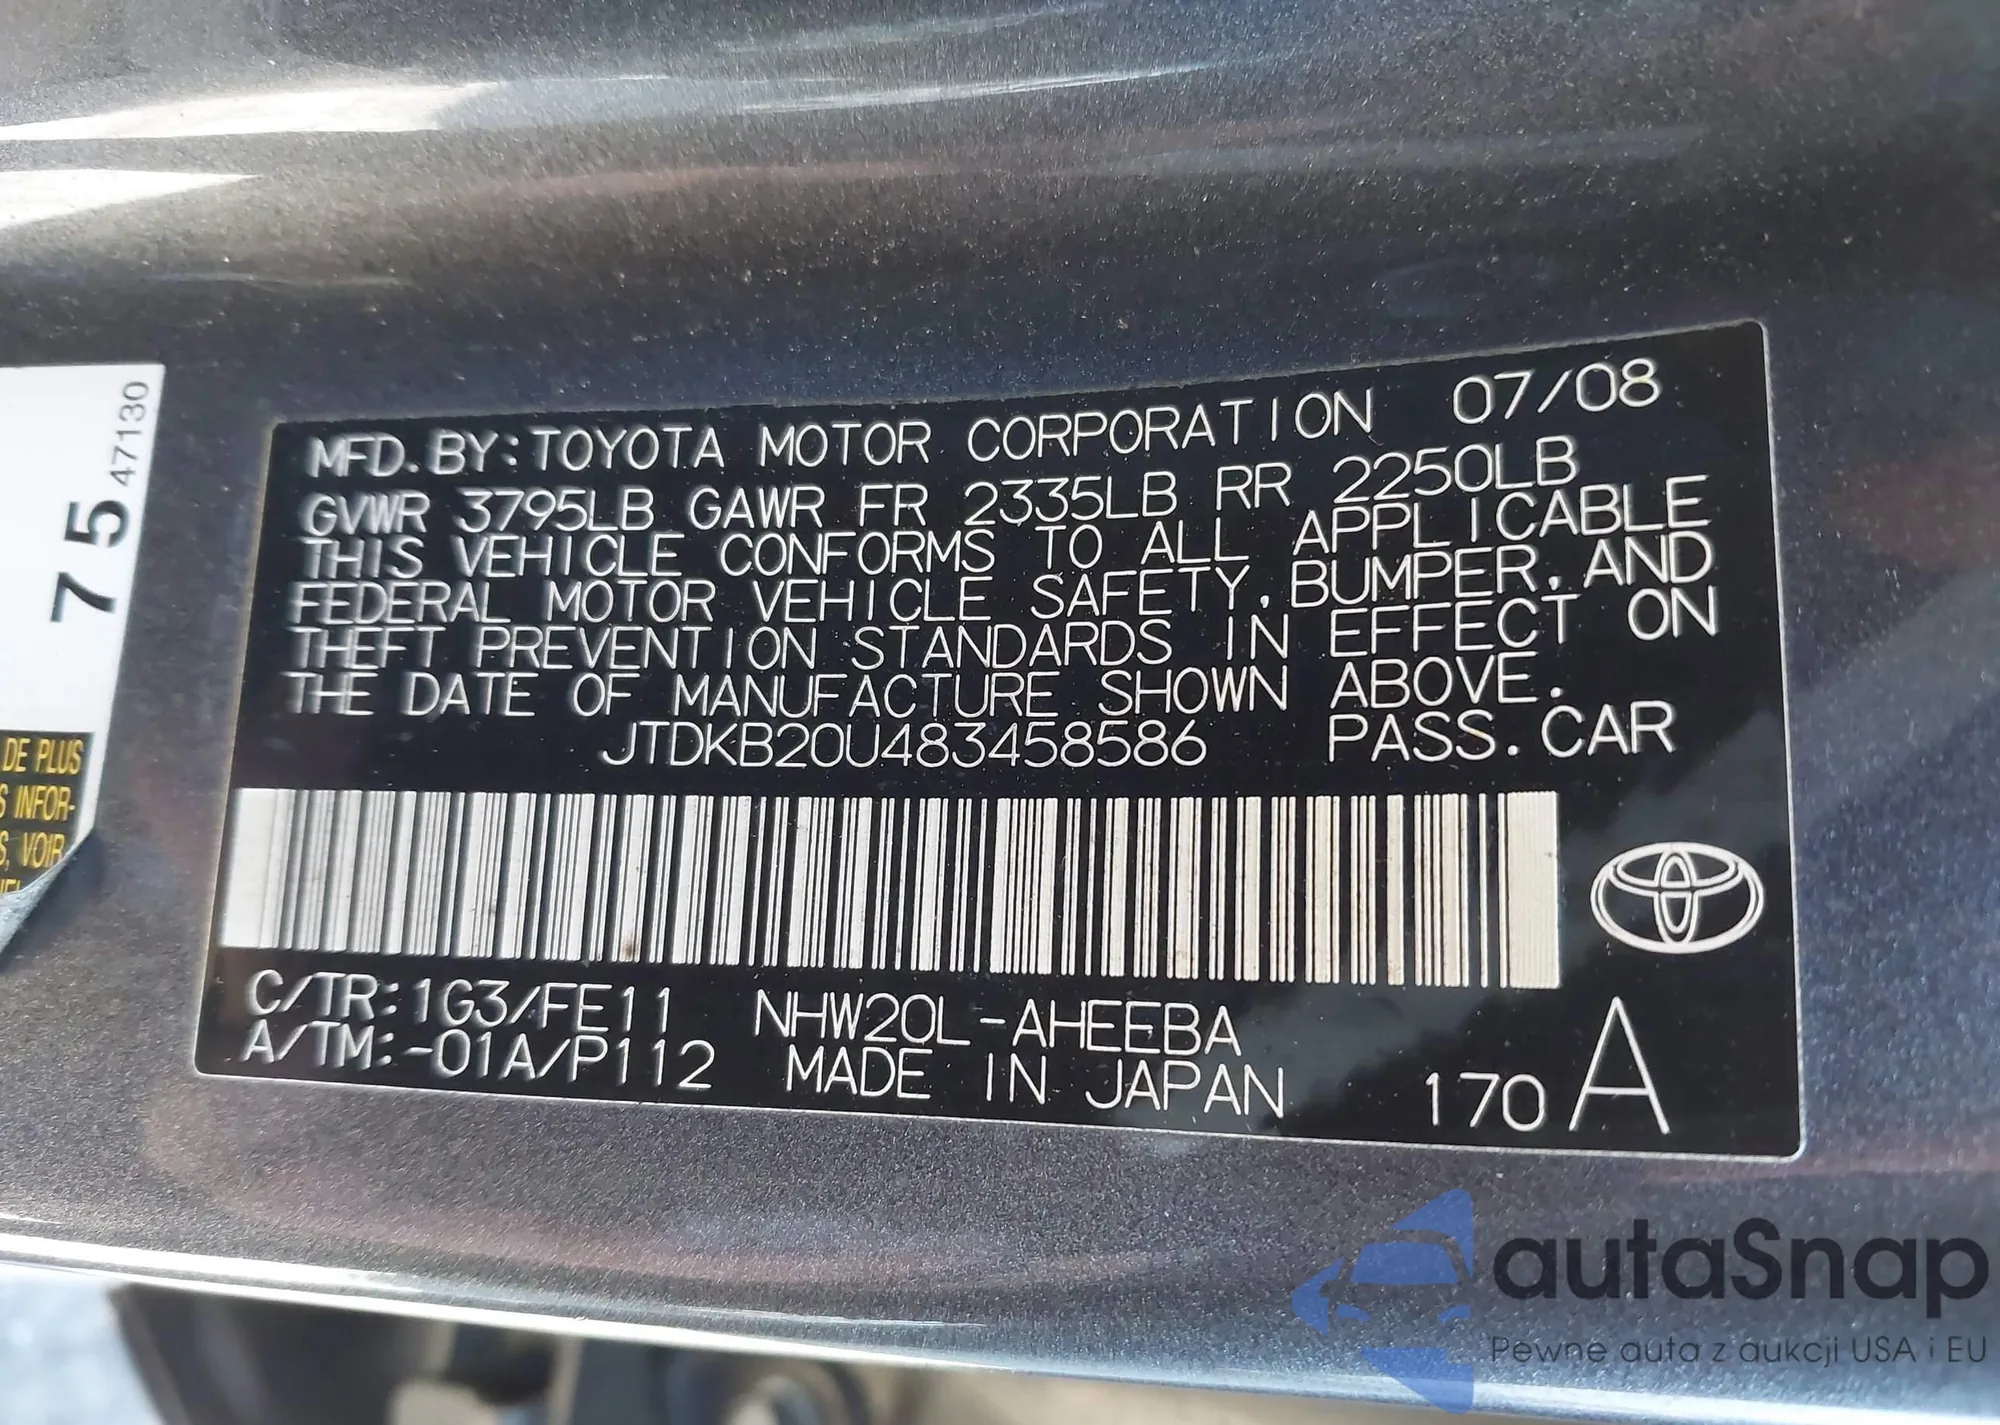 75
47130
DE PLUS
S INFOR-
S, VOIR
MFD. BY: TOYOTA MOTOR CORPORATION 07/08
GVWR 3795LB GAWR FR 2335LB RR 2250LB
THIS VEHICLE CONFORMS TO ALL APPLICABLE
FEDERAL MOTOR VEHICLE SAFETY, BUMPER, AND
THEFT PREVENTION STANDARDS IN EFFECT ON
THE DATE OF MANUFACTURE SHOWN ABOVE.
JTDKB20U483458586 PASS. CAR
C/TR: 1G3/FE11 NHW20L-AHEEBA
A/TM: -01A/P112 MADE IN JAPAN 170 A
autaSnap
Pewne auta z aukcji USA i EU